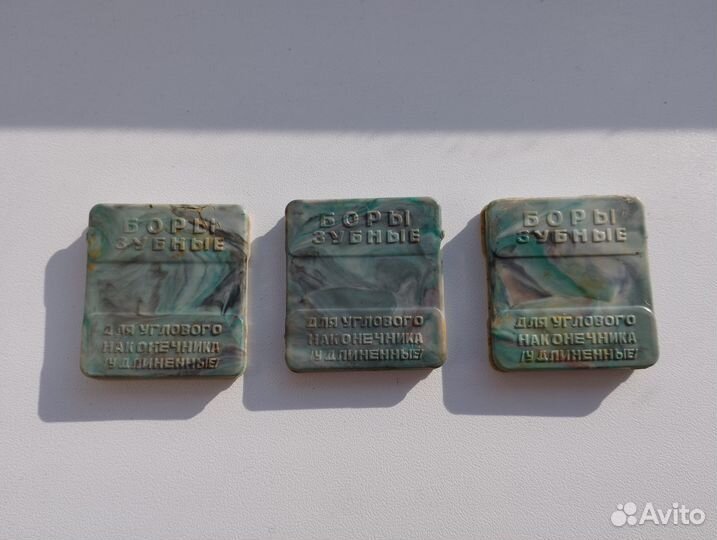 БОРЫ
ЗУБНЫЕ
ДЛЯ УГЛОВОГО
НАКОНЕЧНИКА
/УДЛИНЕННЫЕ/
БОРЫ
ЗУБНЫЕ
ДЛЯ УГЛОВОГО
НАКОНЕЧНИКА
/УДЛИНЕННЫЕ/
БОРЫ
ЗУБНЫЕ
ДЛЯ УГЛОВОГО
НАКОНЕЧНИКА
/УДЛИНЕННЫЕ/
Avito